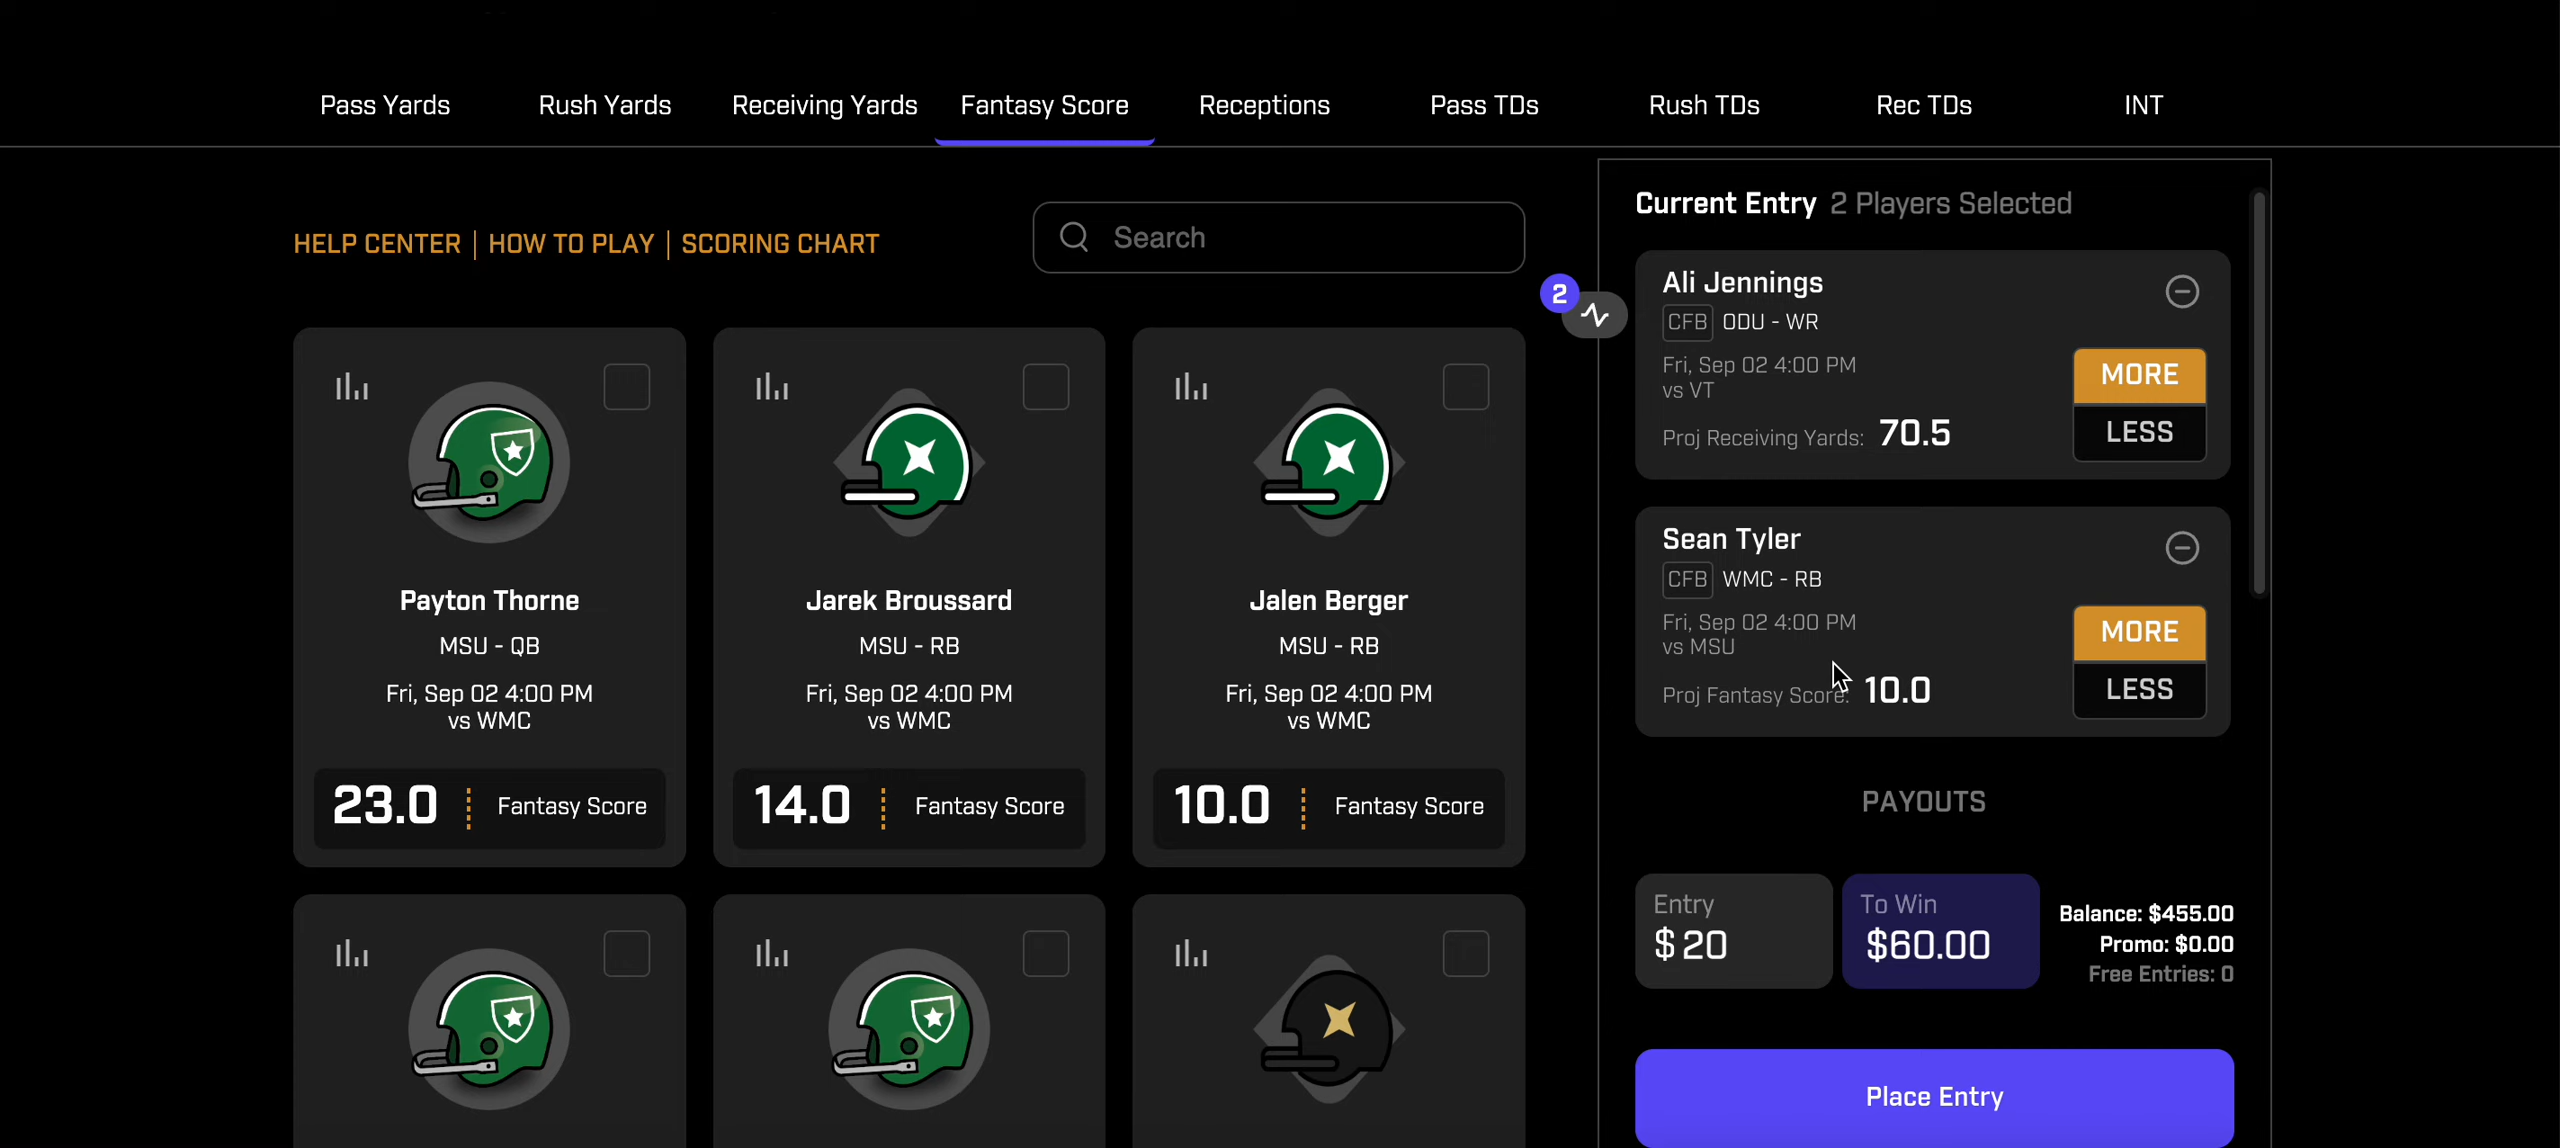 Pass Yards Rush Yards Receiving Yards Fantasy Score Receptions Pass TDs Rush TDs Rec TDs INT
HELP CENTER | HOW TO PLAY | SCORING CHART
Search
Payton Thorne
MSU - QB
Fri, Sep 02 4:00 PM
vs WMC
23.0 Fantasy Score
Jarek Broussard
MSU - RB
Fri, Sep 02 4:00 PM
vs WMC
14.0 Fantasy Score
Jalen Berger
MSU - RB
Fri, Sep 02 4:00 PM
vs WMC
10.0 Fantasy Score
2
Current Entry 2 Players Selected
Ali Jennings
CFB ODU - WR
Fri, Sep 02 4:00 PM
vs VT
Proj Receiving Yards: 70.5
MORE
LESS
Sean Tyler
CFB WMC - RB
Fri, Sep 02 4:00 PM
vs MSU
Proj Fantasy Score: 10.0
MORE
LESS
PAYOUTS
Entry
$ 20
To Win
$60.00
Balance: $455.00
Promo: $0.00
Free Entries: 0
Place Entry